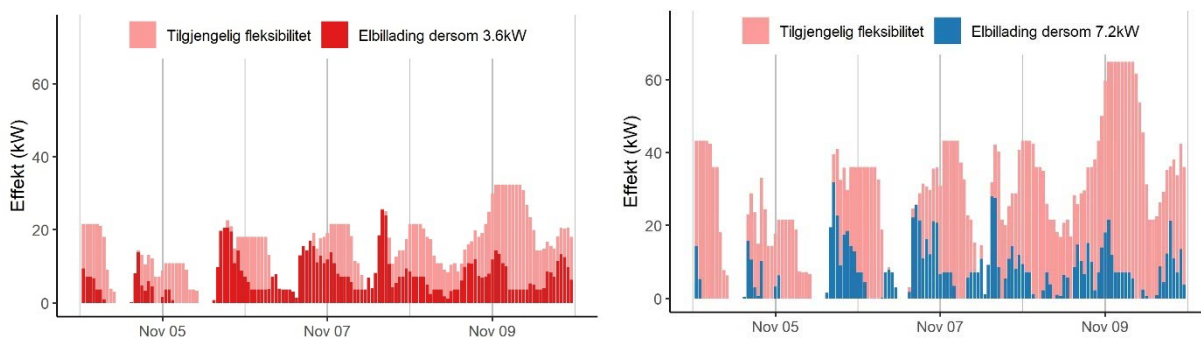 Tilgjengelig fleksibilitet Elbillading dersom 3.6kW
60
40
20
0
Effekt (kW)
Nov 05 Nov 07 Nov 09
Tilgjengelig fleksibilitet Elbillading dersom 7.2kW
60
40
20
0
Effekt (kW)
Nov 05 Nov 07 Nov 09